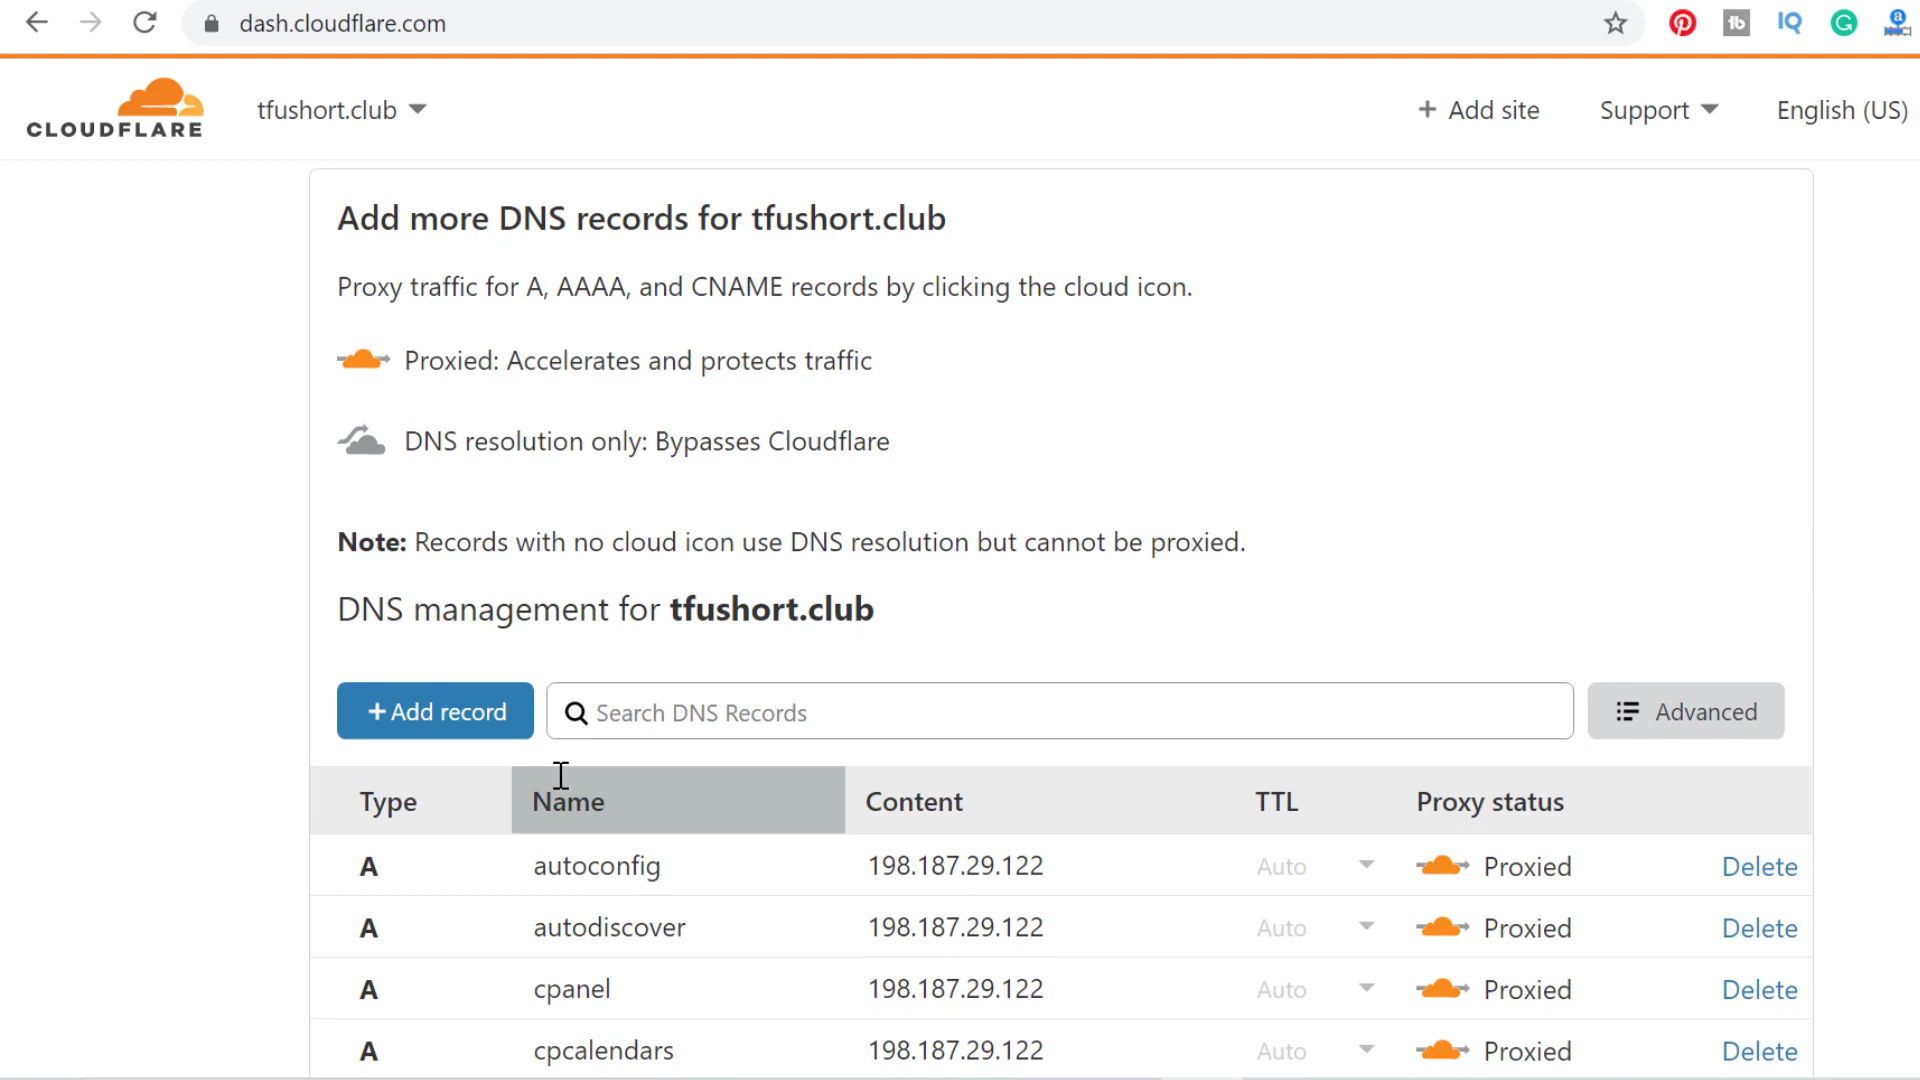 dash.cloudflare.com
CLOUDFLARE
tfushort.club
+ Add site
Support
English (US)
Add more DNS records for tfushort.club
Proxy traffic for A, AAAA, and CNAME records by clicking the cloud icon.
Proxied: Accelerates and protects traffic
DNS resolution only: Bypasses Cloudflare
Note: Records with no cloud icon use DNS resolution but cannot be proxied.
DNS management for tfushort.club
+ Add record
Search DNS Records
Advanced
Type Name Content TTL Proxy status
A autoconfig 198.187.29.122 Auto Proxied Delete
A autodiscover 198.187.29.122 Auto Proxied Delete
A cpanel 198.187.29.122 Auto Proxied Delete
A cpcalendars 198.187.29.122 Auto Proxied Delete